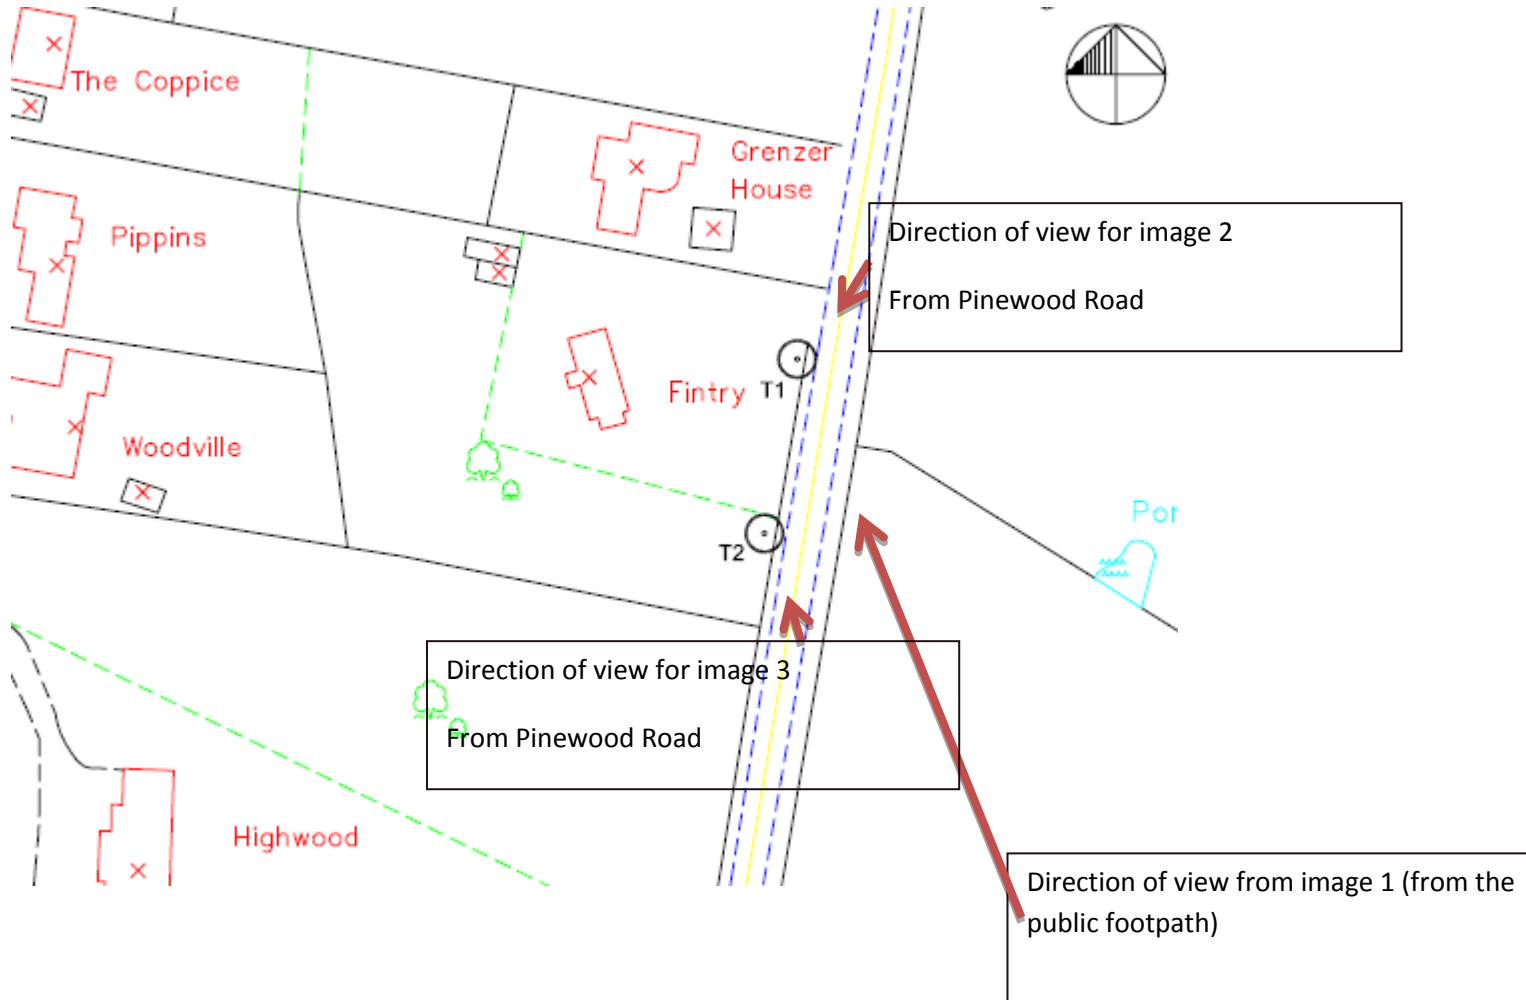 The Coppice
Grenzer
House
Pippins
Direction of view for image 2
From Pinewood Road
Fintry
T1
Woodville
T2
Por
Direction of view for image 3
From Pinewood Road
Highwood
Direction of view from image 1 (from the
public footpath)